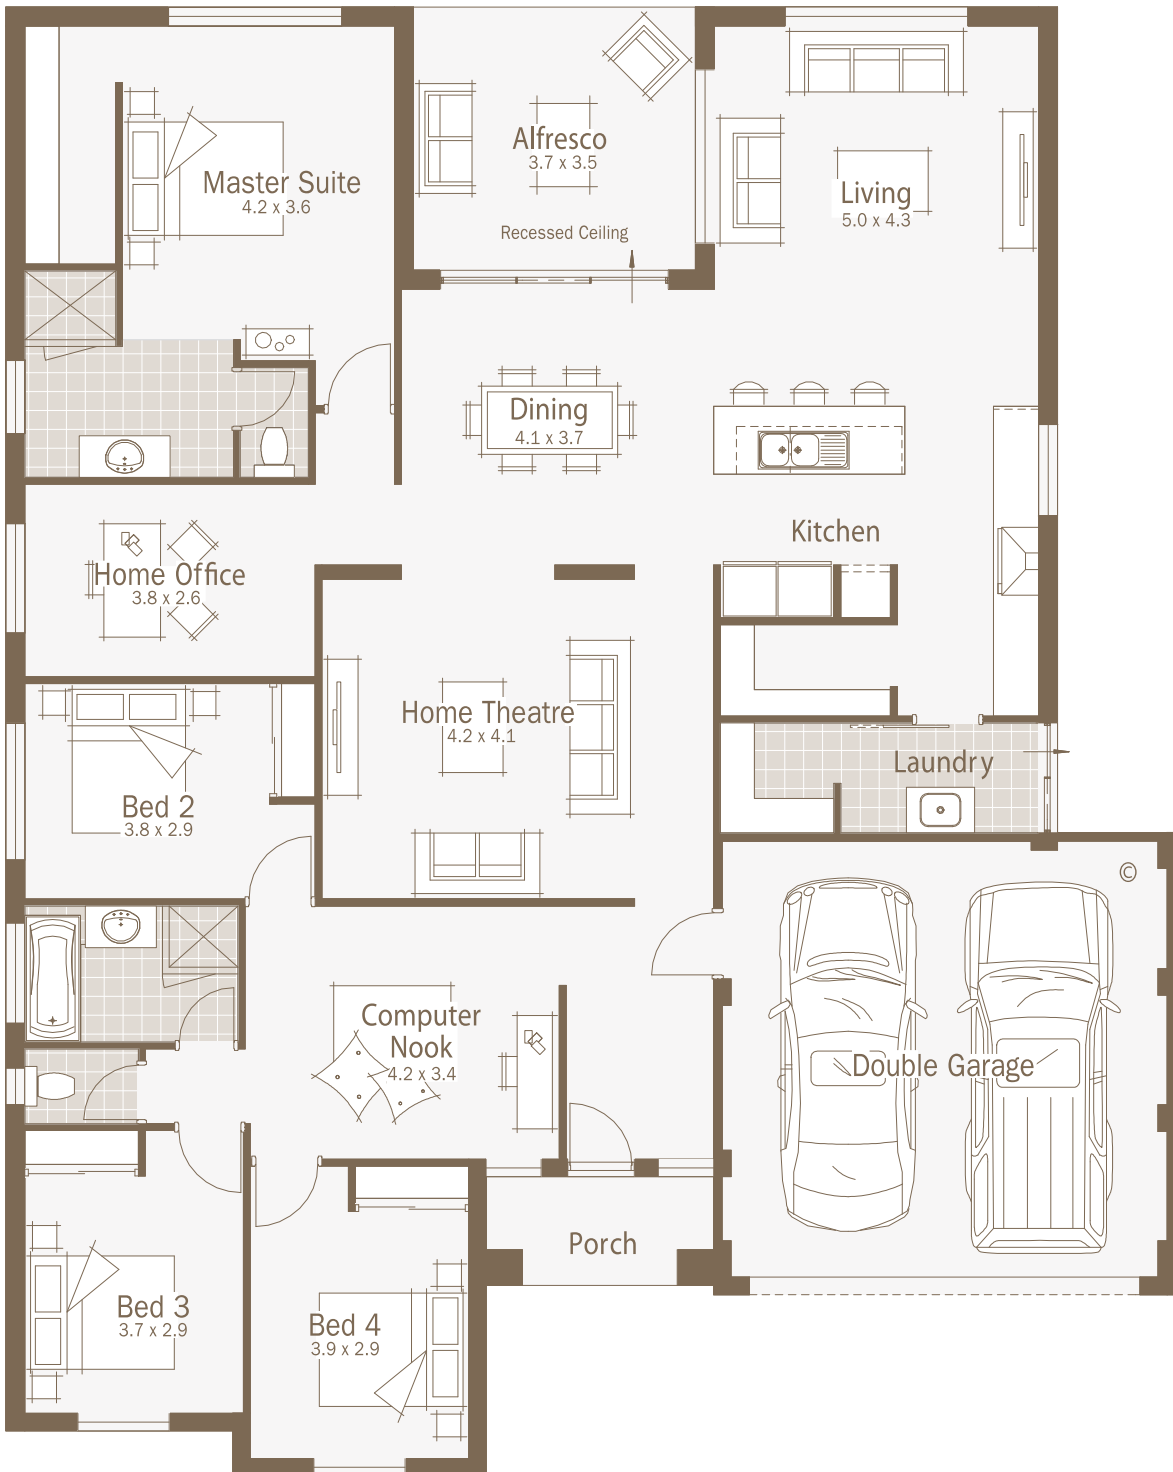 Alfresco
3.7 x 3.5
Recessed Ceiling
Master Suite
4.2 x 3.6
Living
5.0 x 4.3
Dining
4.1 x 3.7
Kitchen
Home Office
3.8 x 2.6
Home Theatre
4.2 x 4.1
Laundry
Bed 2
3.8 x 2.9
©
Computer
Nook
4.2 x 3.4
Double Garage
Porch
Bed 3
3.7 x 2.9
Bed 4
3.9 x 2.9